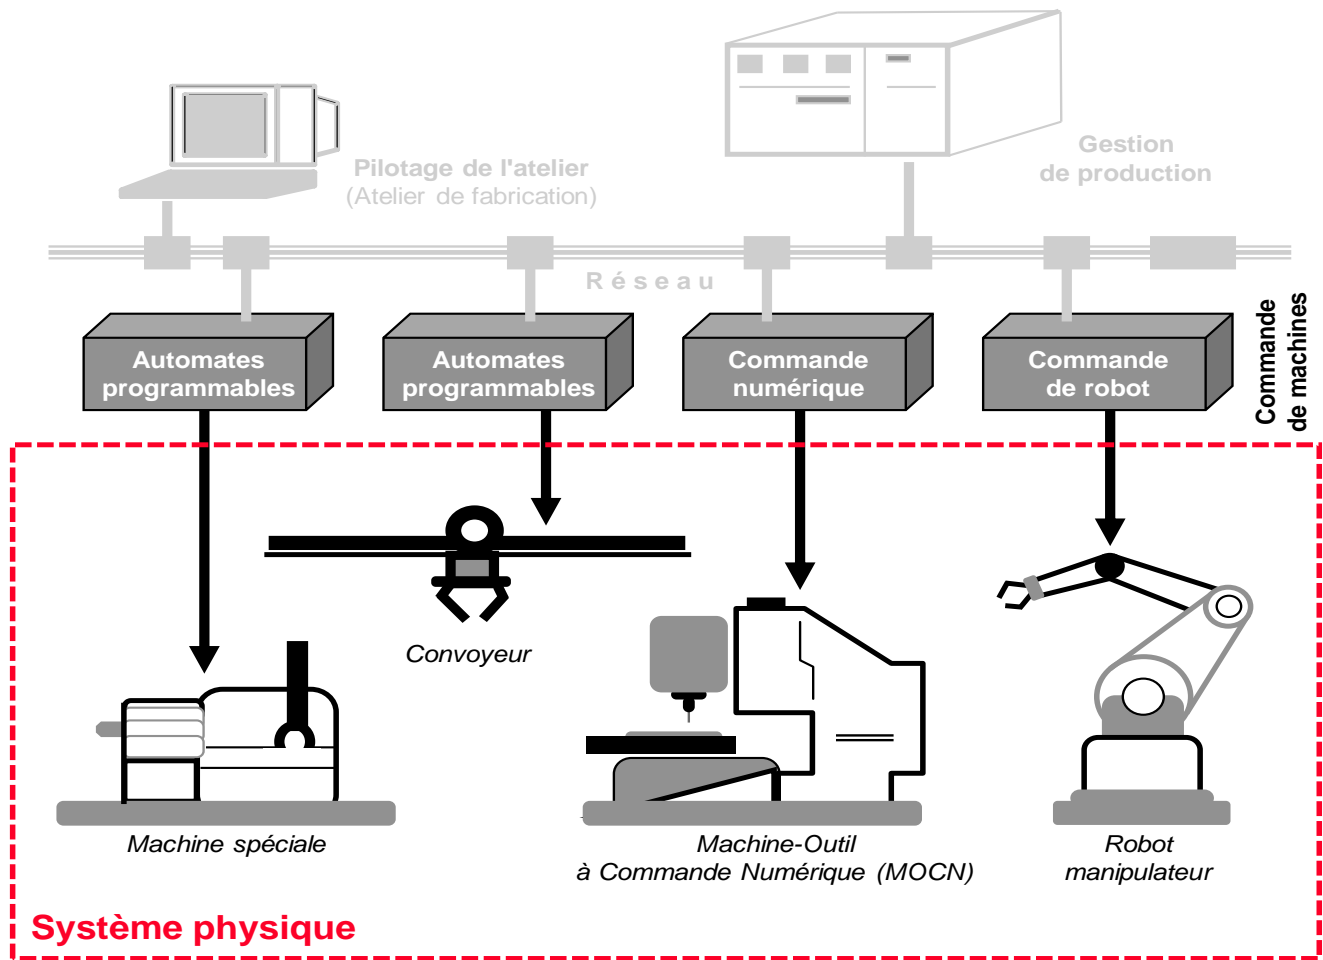 Pilotage de l'atelier
(Atelier de fabrication)
Gestion
de production
Réseau
Commande
de machines
Automates
programmables
Automates
programmables
Commande
numérique
Commande
de robot
Convoyeur
Machine spéciale
Machine-Outil
à Commande Numérique (MOCN)
Robot
manipulateur
Système physique